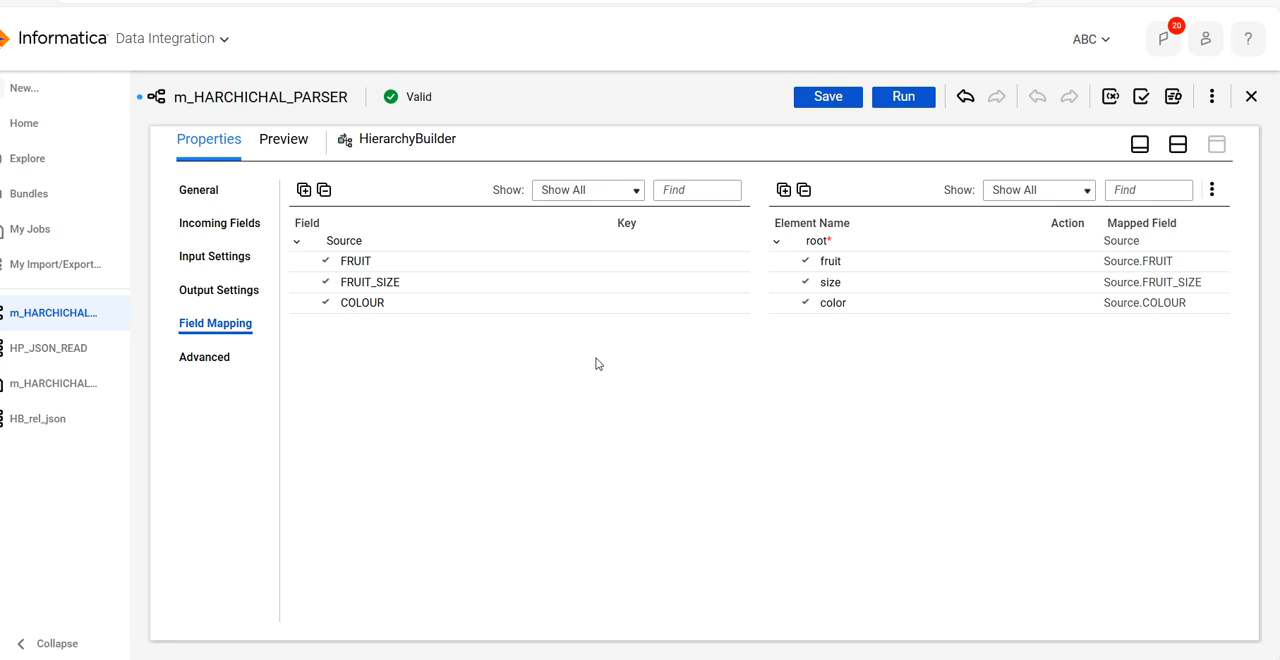 Informatica Data Integration
ABC
20
?
New...
Home
Explore
Bundles
My Jobs
My Import/Export...
m_HARCHICHAL...
HP_JSON_READ
m_HARCHICHAL...
HB_rel_json
Collapse
m_HARCHICHAL_PARSER
Valid
Save
Run
Properties
Preview
HierarchyBuilder
General
Incoming Fields
Input Settings
Output Settings
Field Mapping
Advanced
Show: Show All Find
Field Key
Source
FRUIT
FRUIT_SIZE
COLOUR
Show: Show All Find
Element Name Action Mapped Field
root* Source
fruit Source.FRUIT
size Source.FRUIT_SIZE
color Source.COLOUR